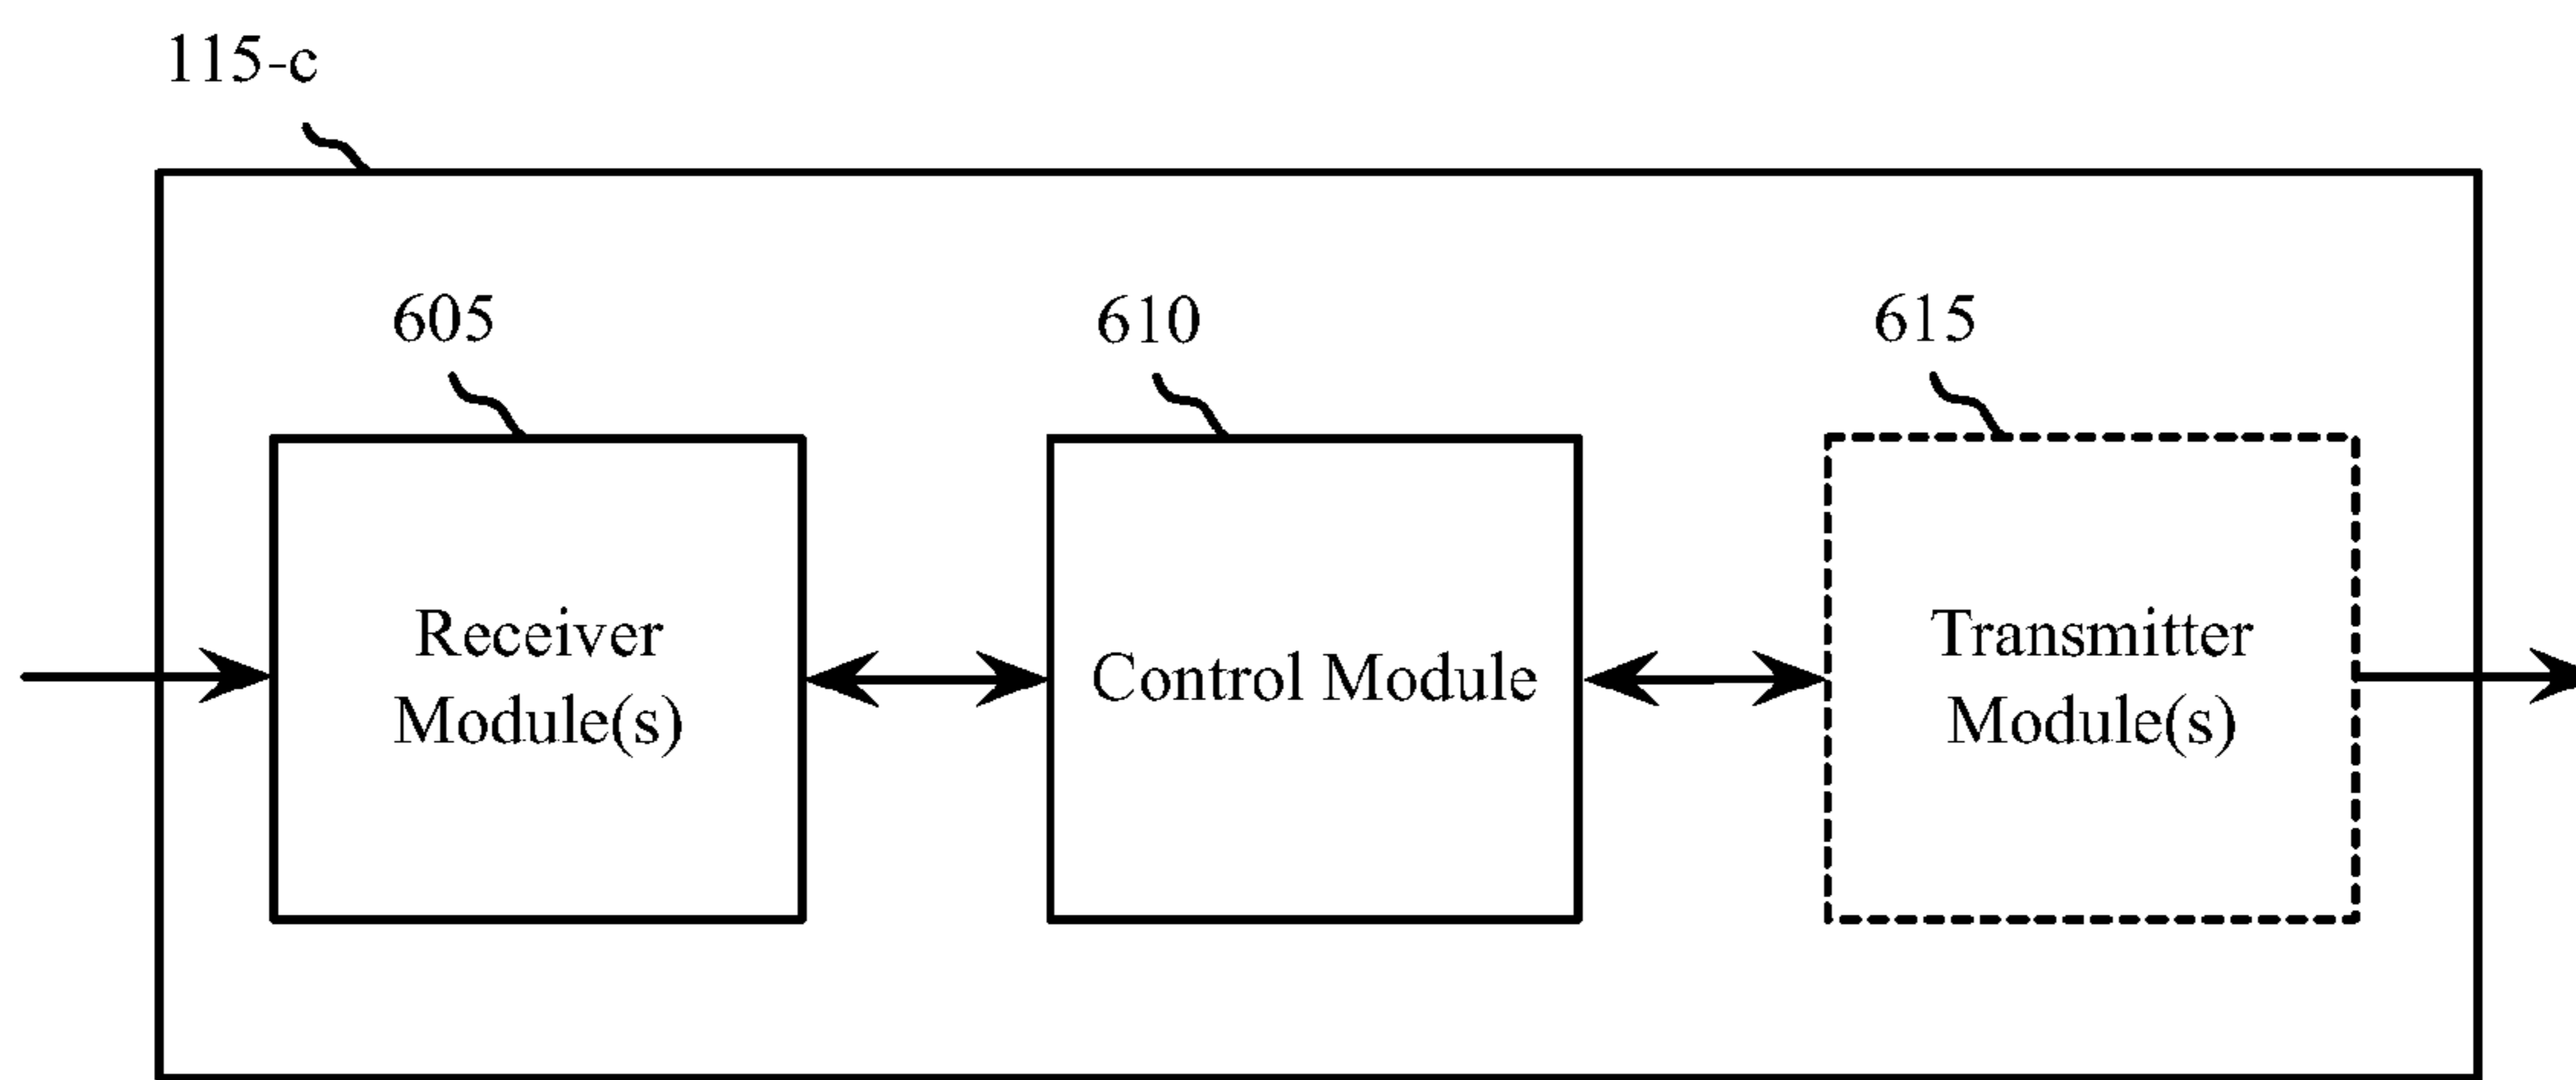 115-c
605
610
615
Receiver
Module(s)
Control Module
Transmitter
Module(s)